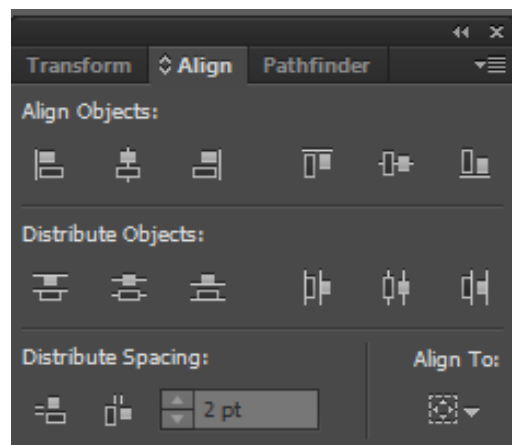 Transform Align Pathfinder
Align Objects:
Distribute Objects:
Distribute Spacing: Align To:
2 pt